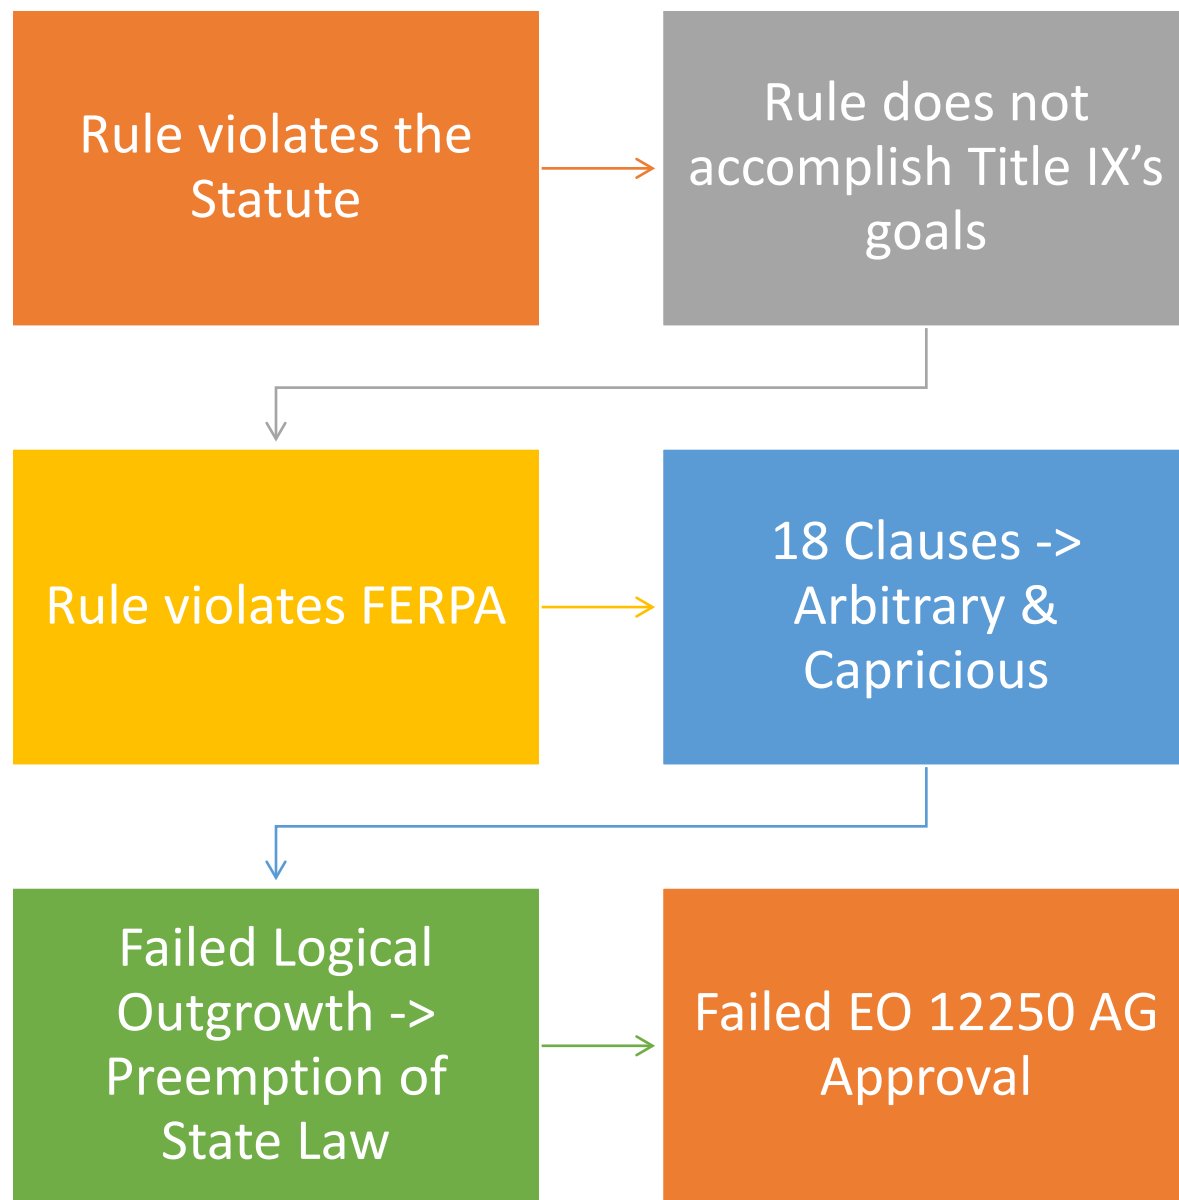 Rule violates the
Statute
Rule does not
accomplish Title IX’s
goals
Rule violates FERPA
18 Clauses ->
Arbitrary &
Capricious
Failed Logical
Outgrowth ->
Preemption of
State Law
Failed EO 12250 AG
Approval